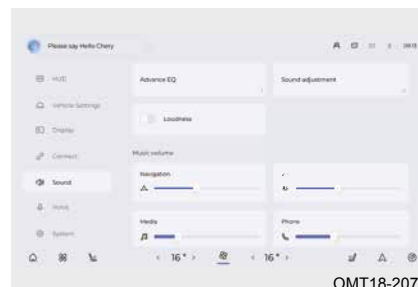 Please say Hello Chery
HUD
Vehicle Settings
Display
Connect
Sound
System
Advance EQ
Sound adjustment
Loudness
Music volume
Navigation
Media
Phone
16°
16°
OMT18-207